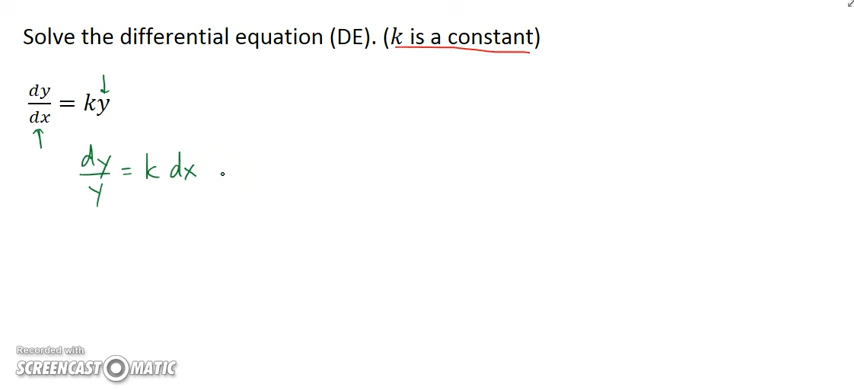 Solve the differential equation (DE). (k is a constant)
dy/dx = ky
dy/y = k dx
Recorded with
SCREENCAST-O-MATIC